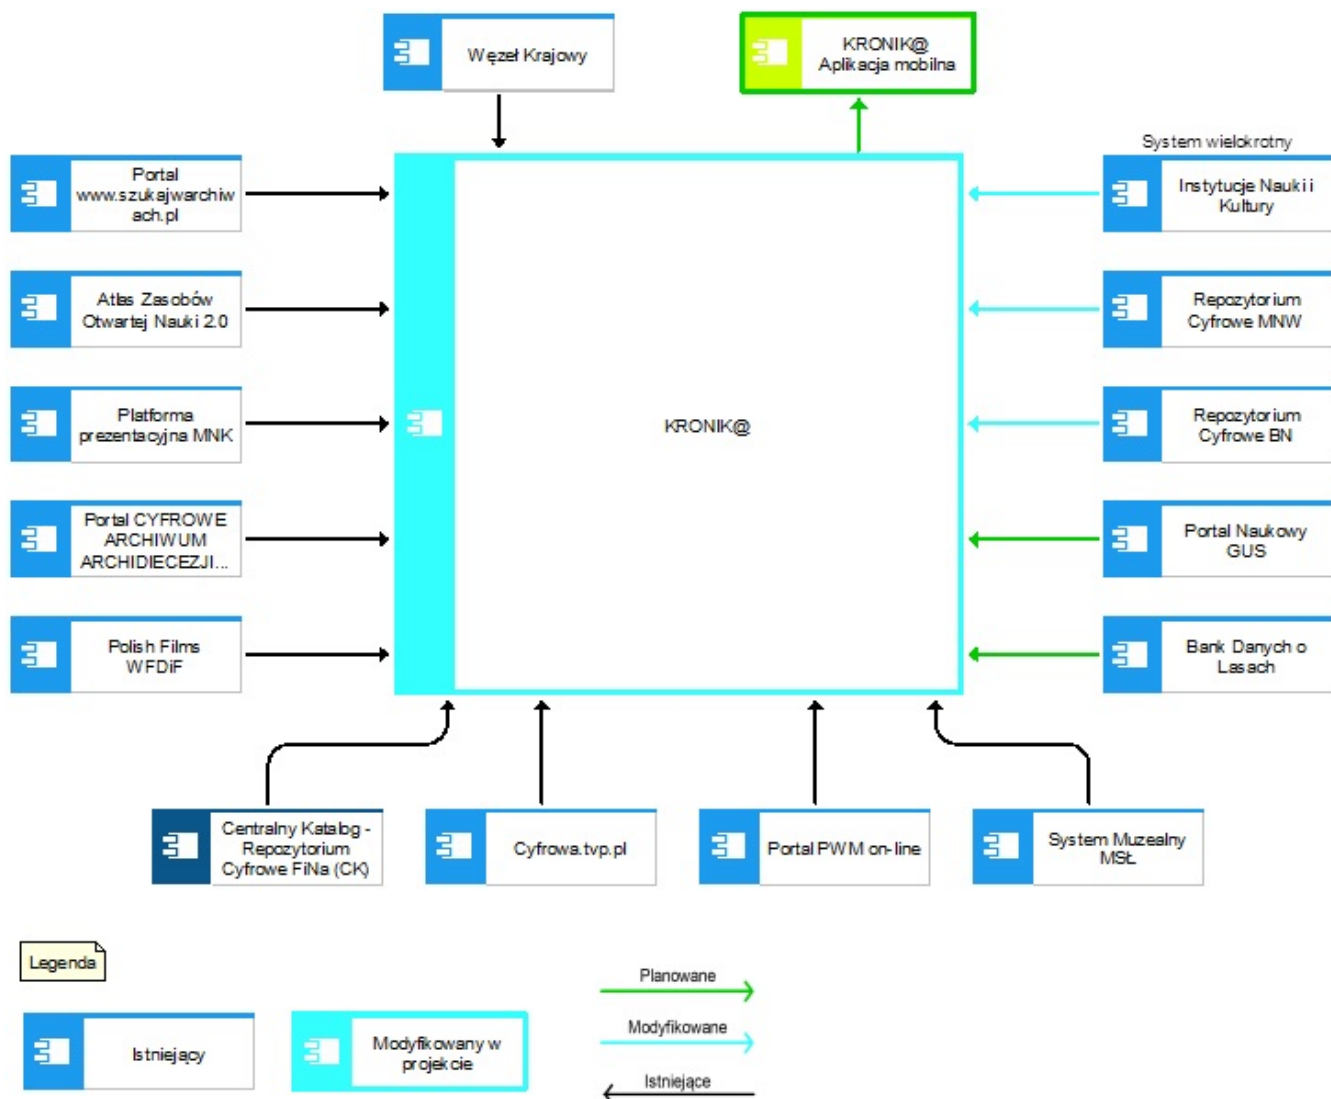 Węzeł Krajowy
KRONIK@
Aplikacja mobilna
System wielokrotny
Portal
www.szukajwarchiw
ach.pl
Instytucje Nauki i
Kultury
Atlas Zasobów
Otwartej Nauki 2.0
Repozytorium
Cyfrowe MNW
Platforma
prezentacyjna MNK
KRONIK@
Repozytorium
Cyfrowe BN
Portal CYFROWE
ARCHIWUM
ARCHIDIECEZJI...
Portal Naukowy
GUS
Polish Films
WFDiF
Bank Danych o
Lasach
Centralny Katalog -
Repozytorium
Cyfrowe FiNa (CK)
Cyfrowa.tvp.pl
Portal PWM on-line
System Muzealny
MSŁ
Legenda
Planowane
Modyfikowane
Istniejący
Modyfikowany w
projekcie
Istniejące